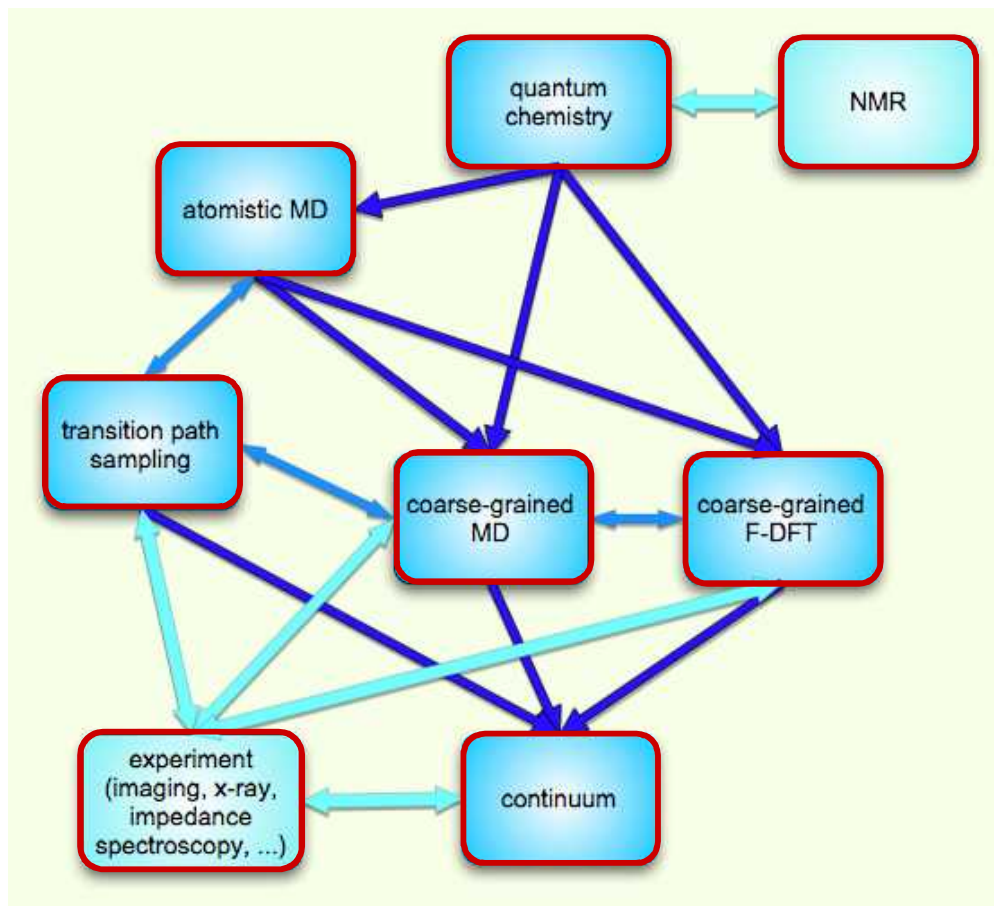 quantum
chemistry
NMR
atomistic MD
transition path
sampling
coarse-grained
MD
coarse-grained
F-DFT
experiment
(imaging, x-ray,
impedance
spectroscopy, ...)
continuum